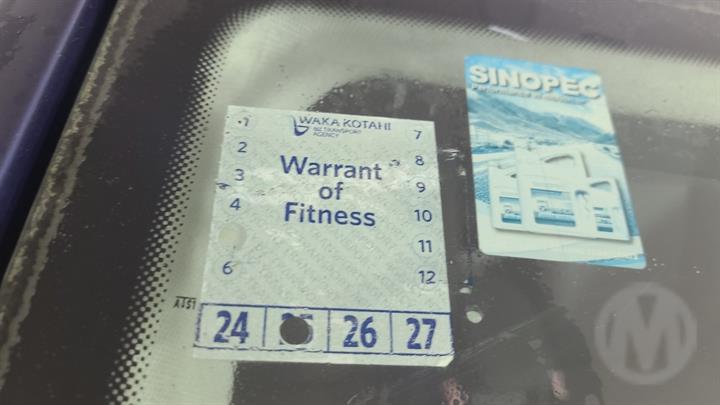 WAKA KOTAHI
NZ TRANSPORT
AGENCY
Warrant
of
Fitness
1
2
3
4
6
7
8
9
10
11
12
24
26
27
SINOPEC
M